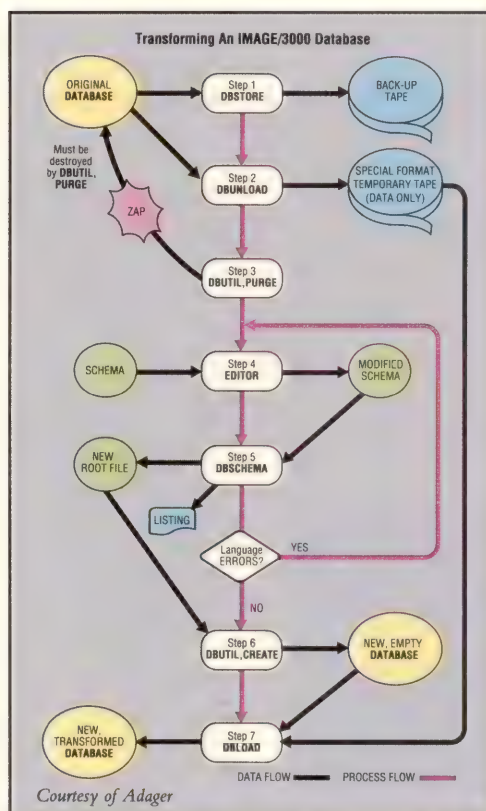 Transforming An IMAGE/3000 Database
ORIGINAL
DATABASE
Step 1
DBSTORE
BACK-UP
TAPE
Must be
destroyed
by DBUTIL,
PURGE
ZAP
Step 2
DBUNLOAD
SPECIAL FORMAT
TEMPORARY TAPE
(DATA ONLY)
Step 3
DBUTIL,PURGE
SCHEMA
Step 4
EDITOR
MODIFIED
SCHEMA
NEW
ROOT FILE
Step 5
DBSCHEMA
LISTING
Language
ERRORS?
YES
NO
Step 6
DBUTIL,CREATE
NEW, EMPTY
DATABASE
NEW,
TRANSFORMED
DATABASE
Step 7
DBLOAD
DATA FLOW
PROCESS FLOW
Courtesy of Adager